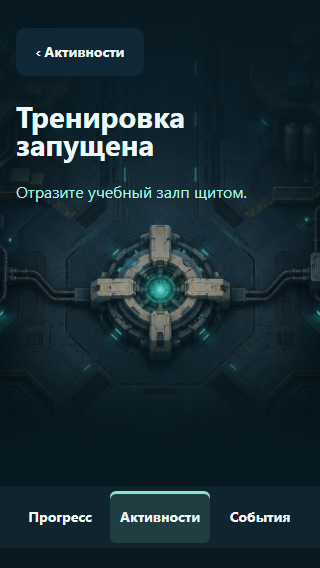 ‹ Активности
Тренировка
запущена
Отразите учебный залп щитом.
Прогресс Активности События